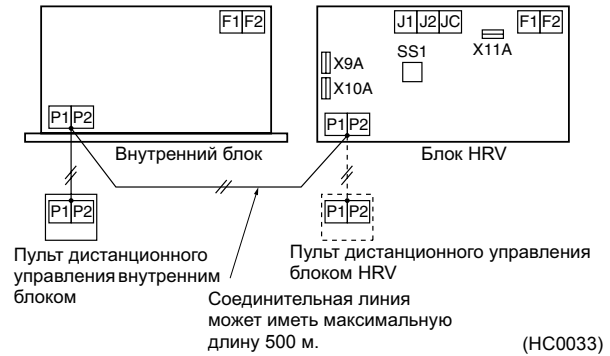 F1 F2
J1 J2 JC
F1 F2
X11A
SS1
X9A
X10A
P1 P2
P1 P2
Внутренний блок
Блок HRV
P1 P2
P1 P2
Пульт дистанционного
управления внутренним
блоком
Пульт дистанционного управления
блоком HRV
Соединительная линия
может иметь максимальную
длину 500 м.
(HC0033)